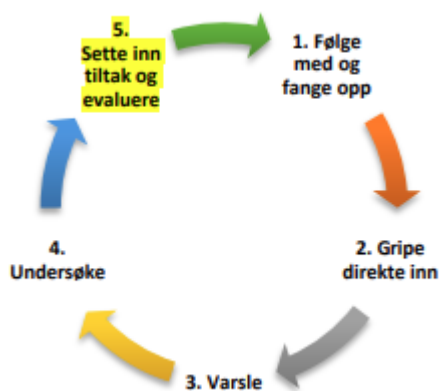 1. Følge
med og
fange opp
2. Gripe
direkte inn
3. Varsle
4.
Undersøke
5.
Sette inn
tiltak og
evaluere